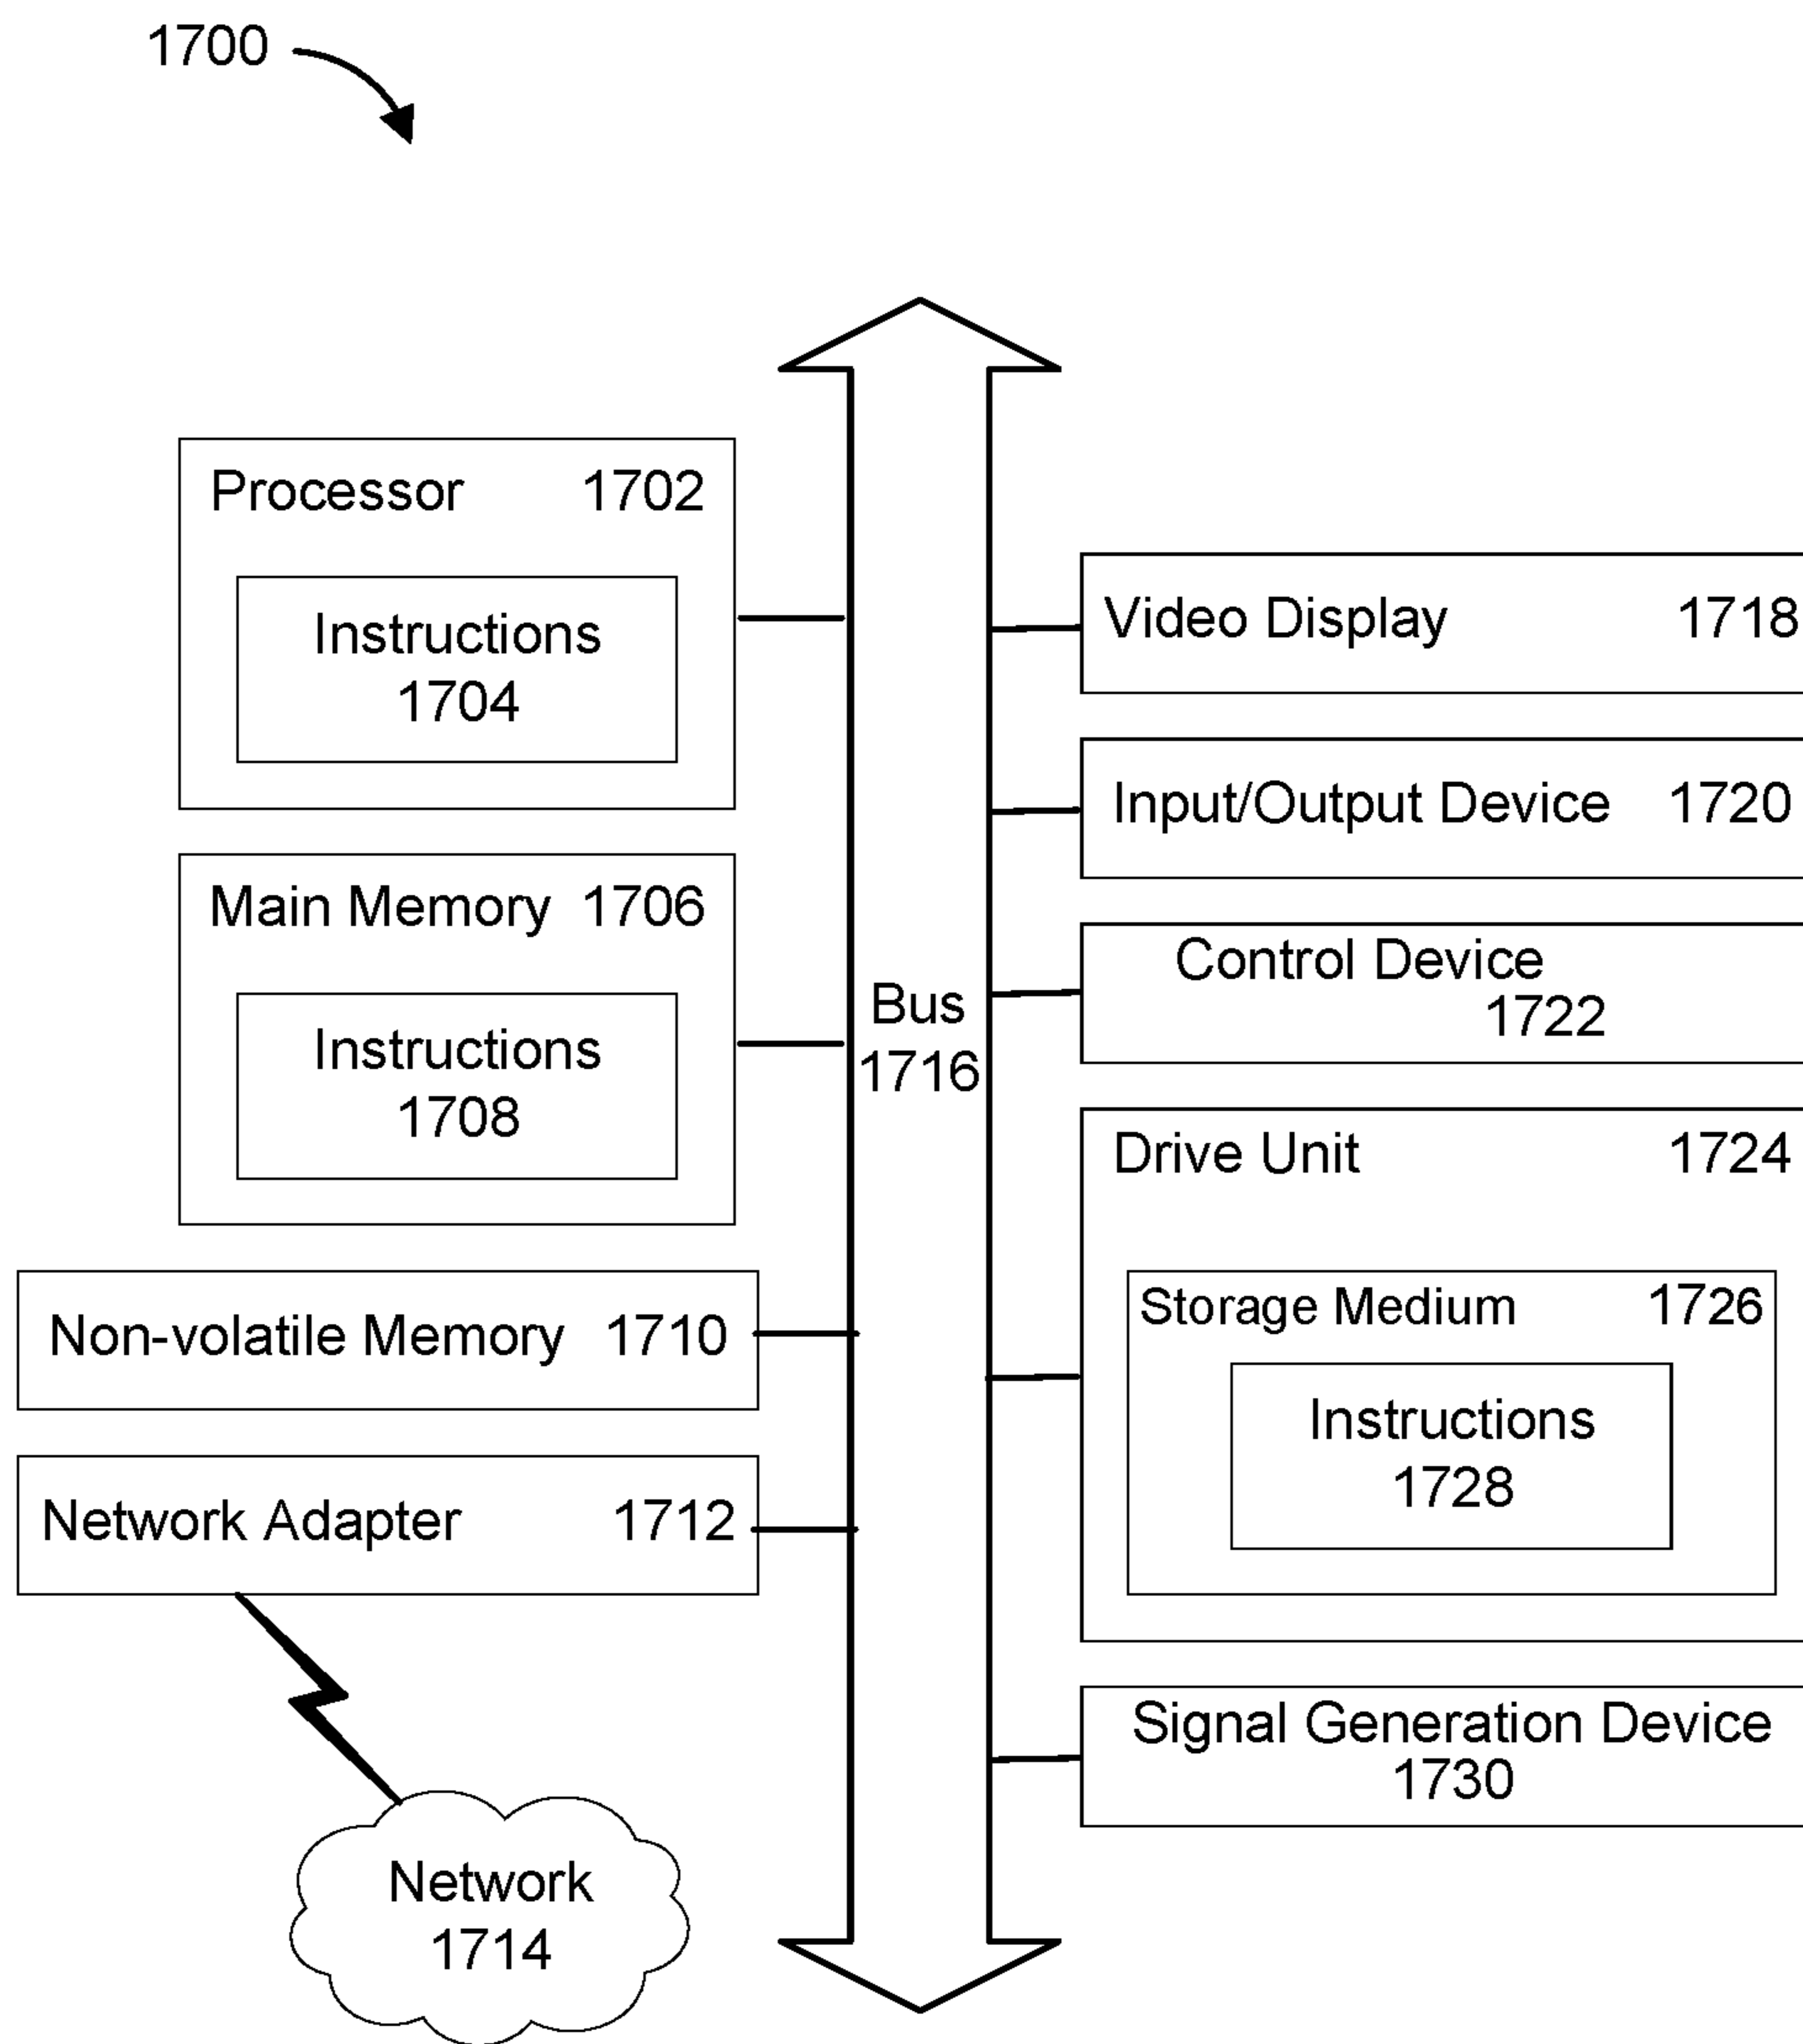 1700
Processor 1702
Instructions
1704
Main Memory 1706
Instructions
1708
Non-volatile Memory 1710
Network Adapter 1712
Network
1714
Bus
1716
Video Display 1718
Input/Output Device 1720
Control Device
1722
Drive Unit 1724
Storage Medium 1726
Instructions
1728
Signal Generation Device
1730